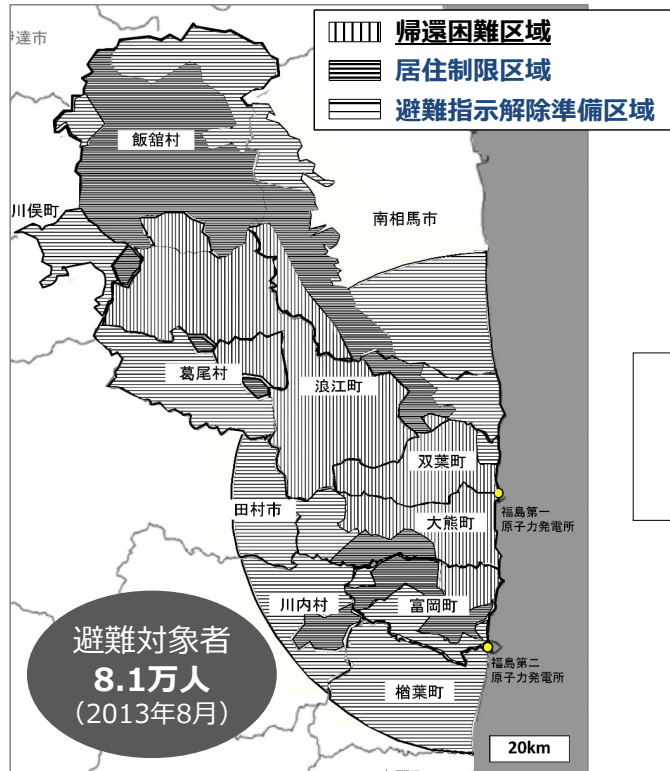 帰還困難区域
居住制限区域
避難指示解除準備区域
飯舘村
川俣町
南相馬市
葛尾村
浪江町
双葉町
田村市
大熊町
福島第一
原子力発電所
川内村
富岡町
福島第二
原子力発電所
楢葉町
避難対象者
8.1万人
(2013年8月)
20km